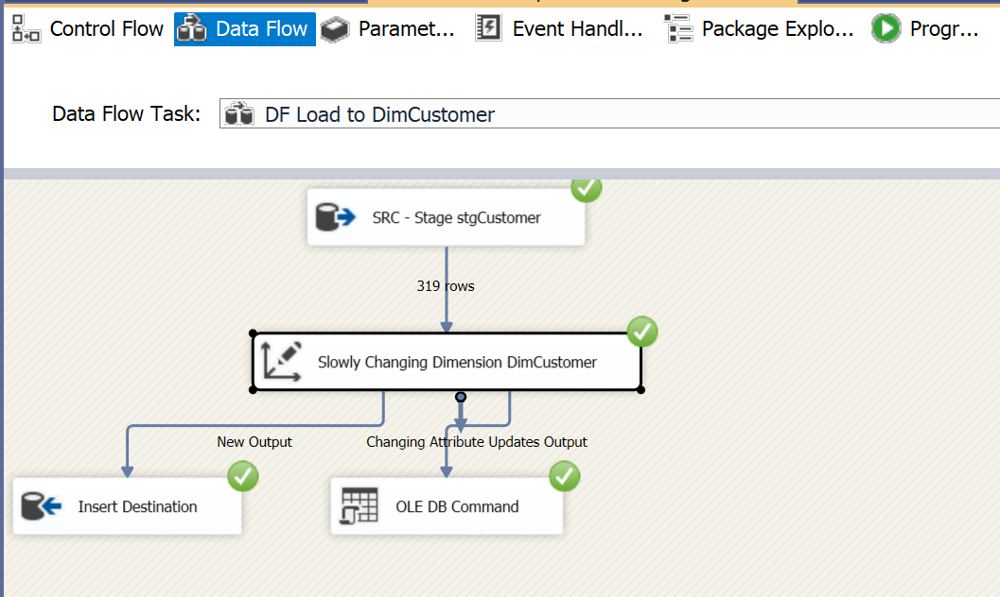 Control Flow
Data Flow
Paramet...
Event Handl...
Package Explo...
Progr...
Data Flow Task:
DF Load to DimCustomer
SRC - Stage stgCustomer
319 rows
Slowly Changing Dimension DimCustomer
New Output
Changing Attribute Updates Output
Insert Destination
OLE DB Command